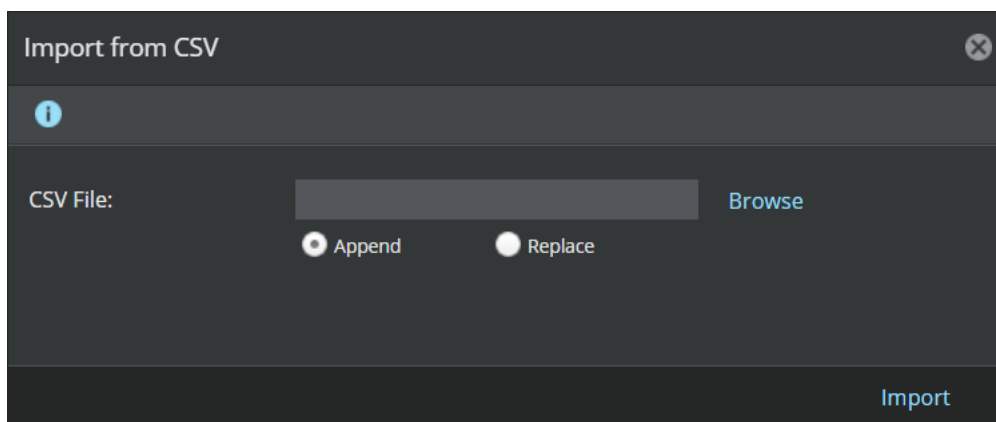 Import from CSV
CSV File:
Browse
Append
Replace
Import